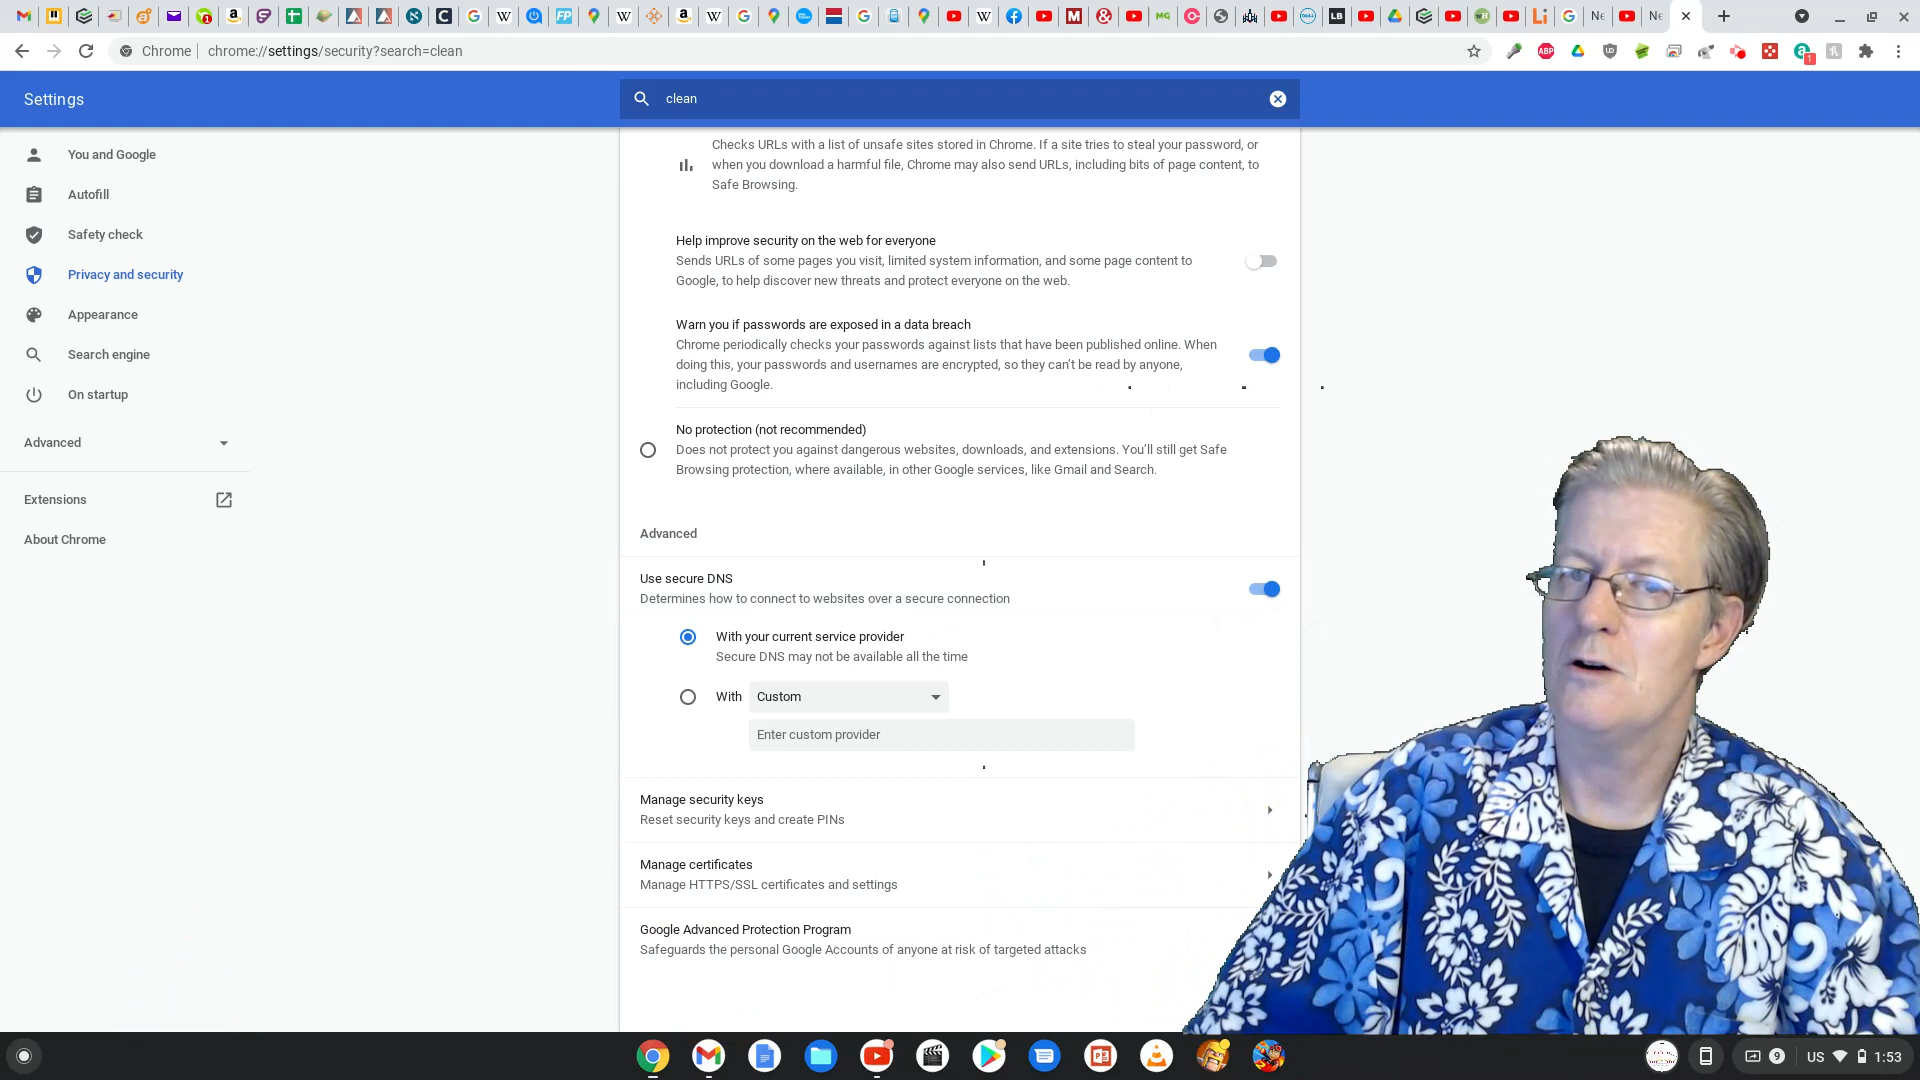 Chrome
chrome://settings/security?search=clean
Settings
clean
You and Google
Autofill
Safety check
Privacy and security
Appearance
Search engine
On startup
Advanced
Extensions
About Chrome
Checks URLs with a list of unsafe sites stored in Chrome. If a site tries to steal your password, or
when you download a harmful file, Chrome may also send URLs, including bits of page content, to
Safe Browsing.
Help improve security on the web for everyone
Sends URLs of some pages you visit, limited system information, and some page content to
Google, to help discover new threats and protect everyone on the web.
Warn you if passwords are exposed in a data breach
Chrome periodically checks your passwords against lists that have been published online. When
doing this, your passwords and usernames are encrypted, so they can't be read by anyone,
including Google.
No protection (not recommended)
Does not protect you against dangerous websites, downloads, and extensions. You'll still get Safe
Browsing protection, where available, in other Google services, like Gmail and Search.
Advanced
Use secure DNS
Determines how to connect to websites over a secure connection
With your current service provider
Secure DNS may not be available all the time
With
Custom
Enter custom provider
Manage security keys
Reset security keys and create PINs
Manage certificates
Manage HTTPS/SSL certificates and settings
Google Advanced Protection Program
Safeguards the personal Google Accounts of anyone at risk of targeted attacks
9
US
1:53